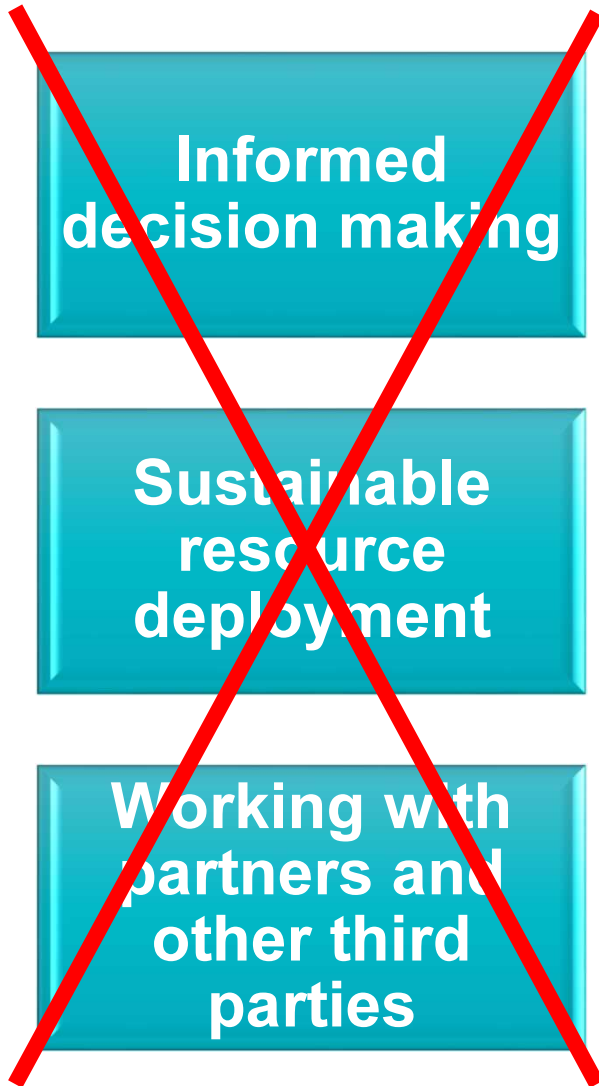 Informed
decision making
Sustainable
resource
deployment
Working with
partners and
other third
parties